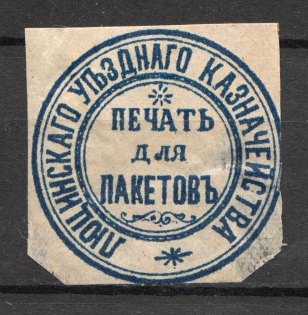 ЛЮЦИНСКАГО УѢЗДНАГО КАЗНАЧЕЙСТВА
ПЕЧАТЬ
для
ПАКЕТОВЪ